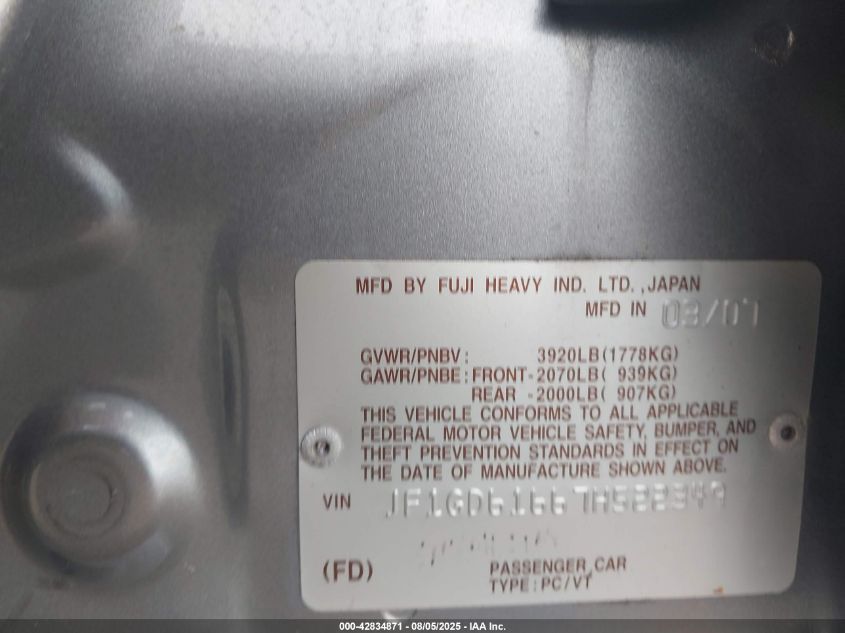 MFD BY FUJI HEAVY IND. LTD.,JAPAN
MFD IN 03/07
GVWR/PNBV: 3920LB(1778KG)
GAWR/PNBE: FRONT-2070LB( 939KG)
REAR -2000LB( 907KG)
THIS VEHICLE CONFORMS TO ALL APPLICABLE
FEDERAL MOTOR VEHICLE SAFETY, BUMPER, AND
THEFT PREVENTION STANDARDS IN EFFECT ON
THE DATE OF MANUFACTURE SHOWN ABOVE.
VIN JF1GD61667H522349
(FD) PASSENGER CAR
TYPE:PC/VT
000-42834871 - 08/05/2025 - IAA Inc.